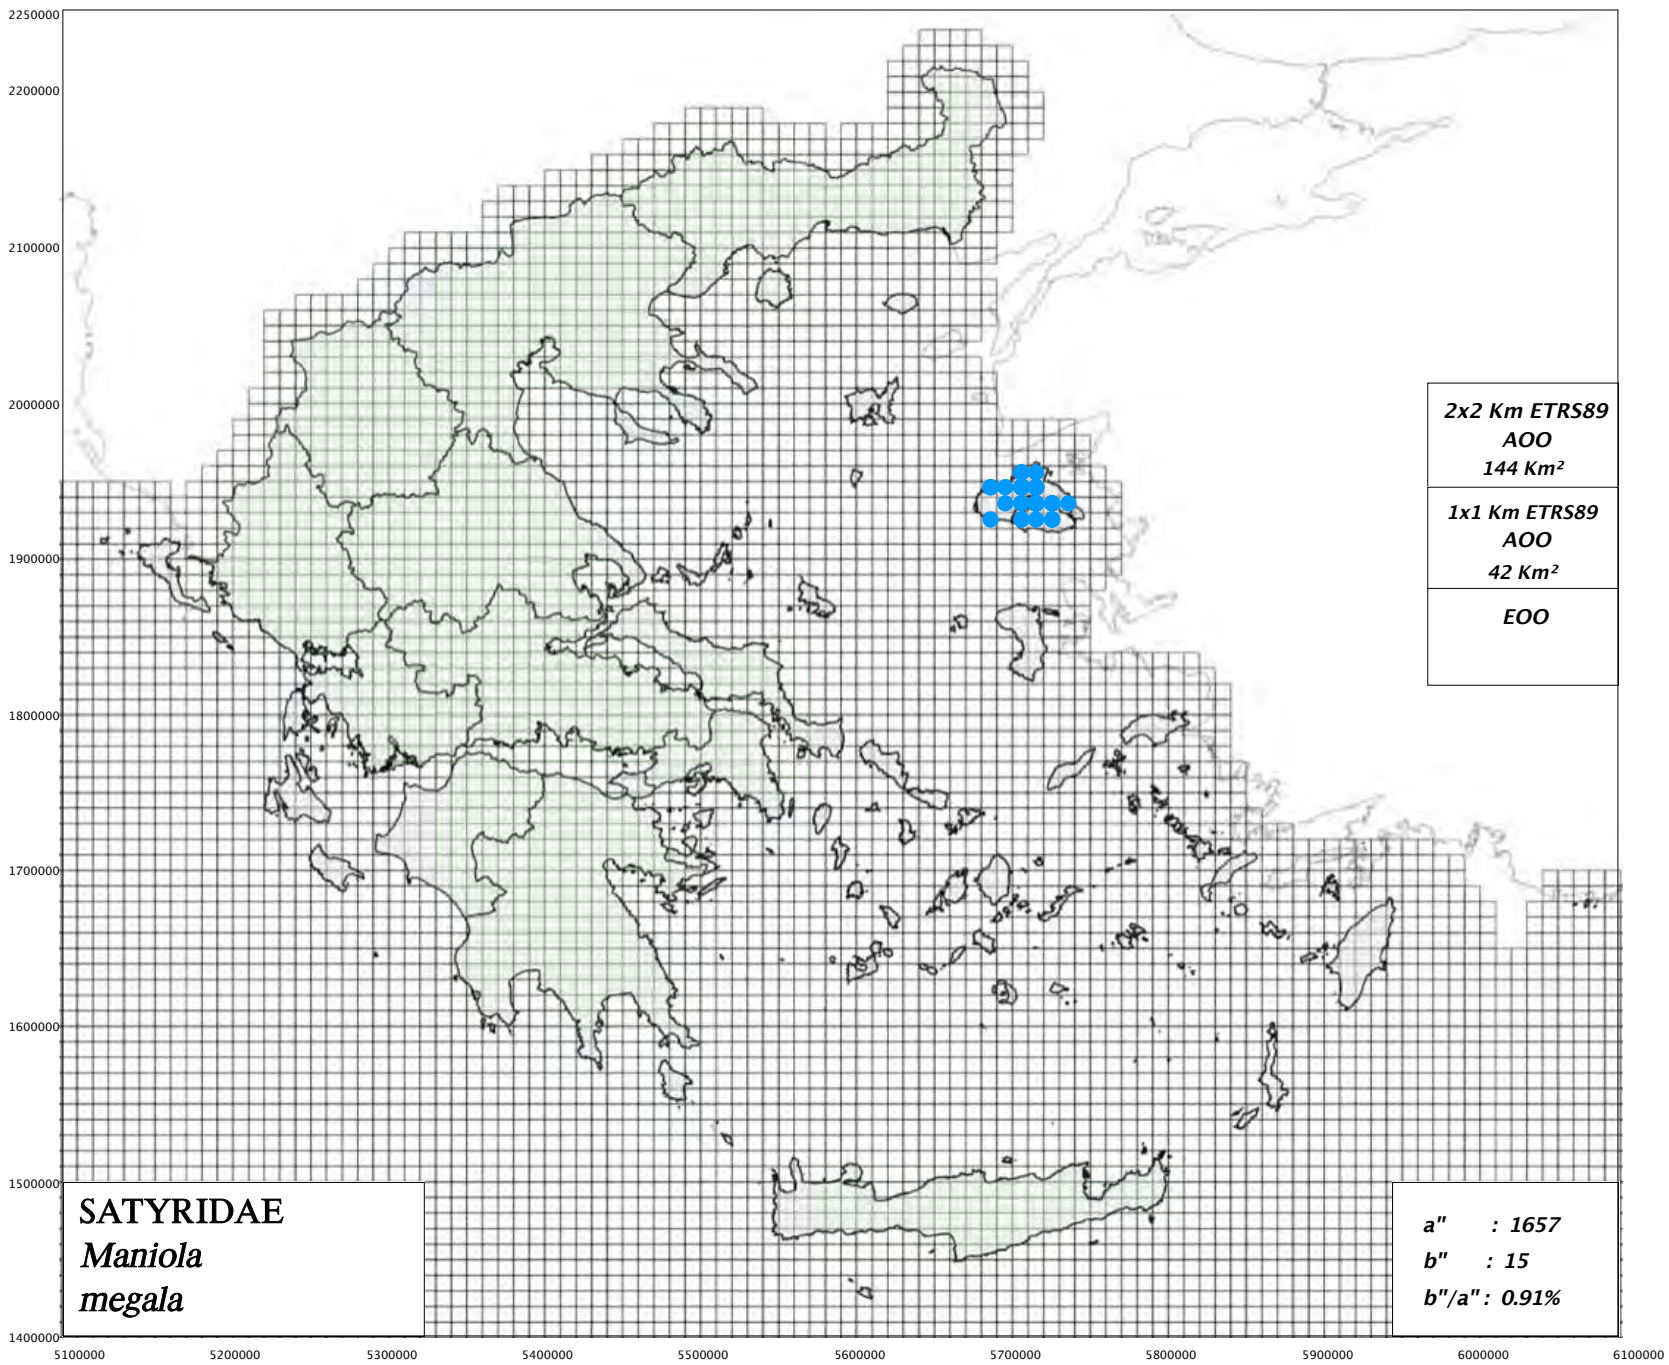 2250000
2200000
2100000
2000000
1900000
1800000
1700000
1600000
1500000
1400000
2x2 Km ETRS89
AOO
144 Km²
1x1 Km ETRS89
AOO
42 Km²
EOO
SATYRIDAE
Maniola
megala
a" : 1657
b" : 15
b"/a" : 0.91%
5100000 5200000 5300000 5400000 5500000 5600000 5700000 5800000 5900000 6000000 6100000